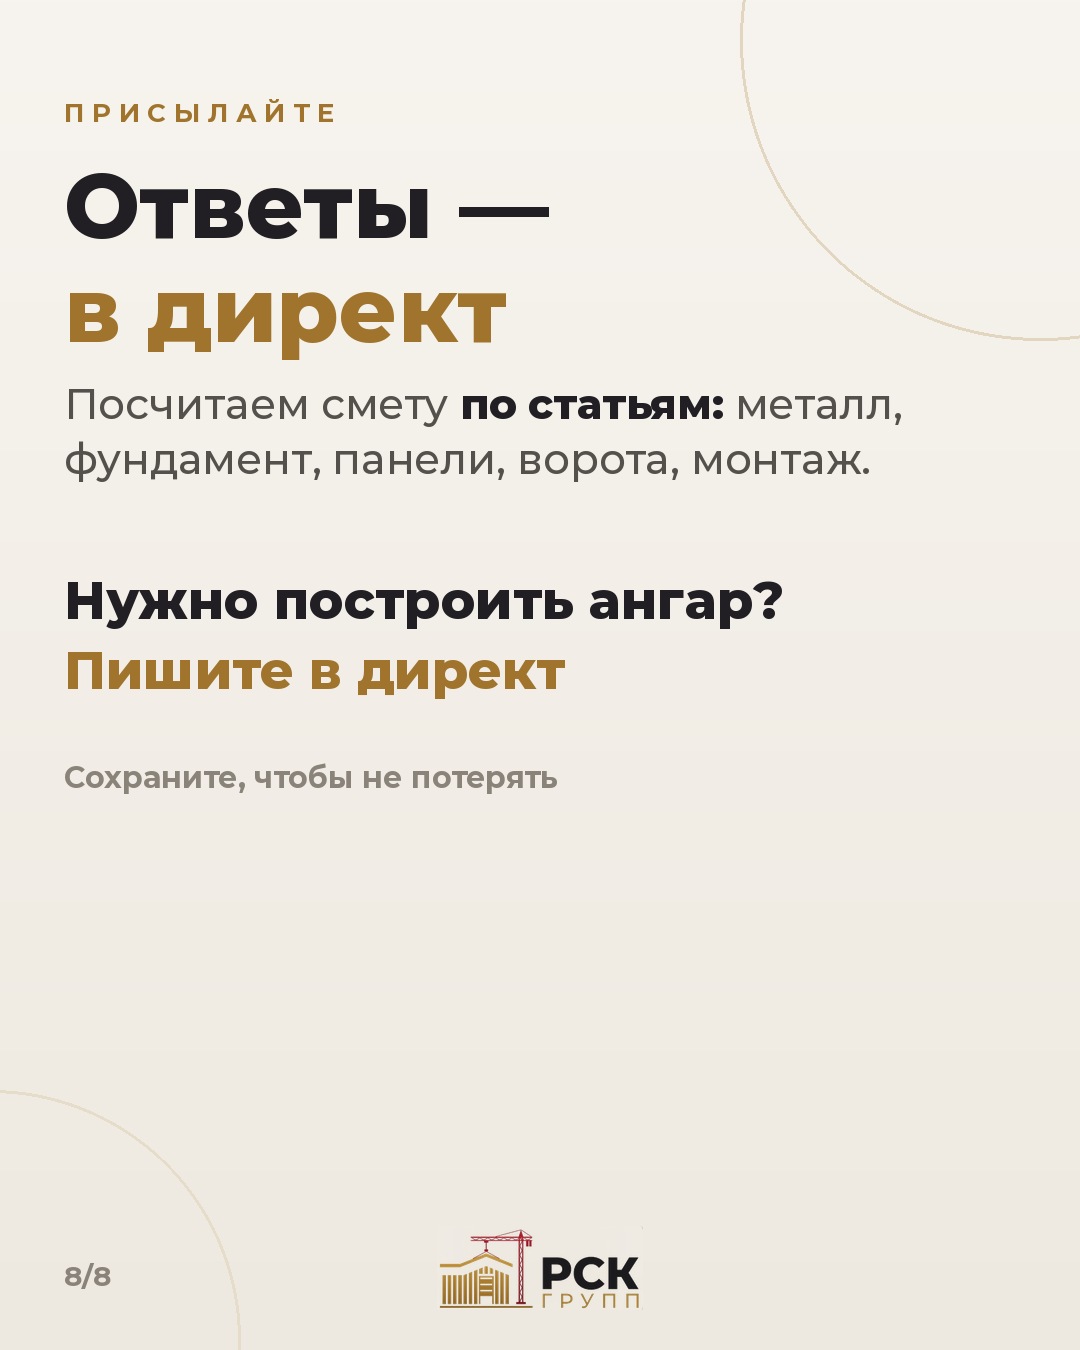 ПРИСЫЛАЙТЕ
Ответы —
в директ
Посчитаем смету по статьям: металл,
фундамент, панели, ворота, монтаж.
Нужно построить ангар?
Пишите в директ
Сохраните, чтобы не потерять
8/8
РСК
ГРУПП